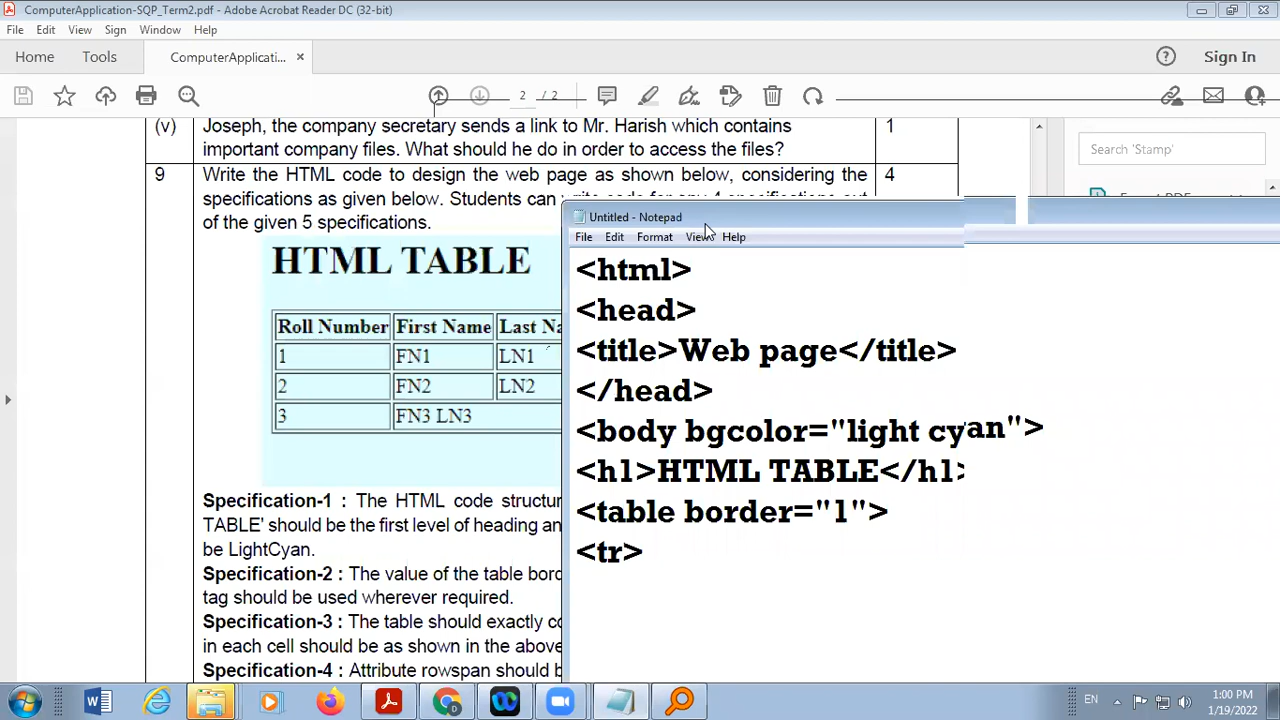 ComputerApplication-SQP_Term2.pdf - Adobe Acrobat Reader DC (32-bit)
File Edit View Sign Window Help
Home Tools ComputerApplicati... × Sign In
2 / 2
(v) Joseph, the company secretary sends a link to Mr. Harish which contains 1
important company files. What should he do in order to access the files?
Search 'Stamp'
9 Write the HTML code to design the web page as shown below, considering the 4
specifications as given below. Students can
of the given 5 specifications.
Untitled - Notepad
File Edit Format View Help
HTML TABLE
Roll Number First Name Last Na
1 FN1 LN1
2 FN2 LN2
3 FN3 LN3
<html>
<head>
<title>Web page</title>
</head>
<body bgcolor="light cyan">
<h1>HTML TABLE</h1>
<table border="1">
<tr>
Specification-1 : The HTML code structu
TABLE' should be the first level of heading an
be LightCyan.
Specification-2 : The value of the table bord
tag should be used wherever required.
Specification-3 : The table should exactly co
in each cell should be as shown in the above
Specification-4 : Attribute rowspan should b
EN 1:00 PM
1/19/2022